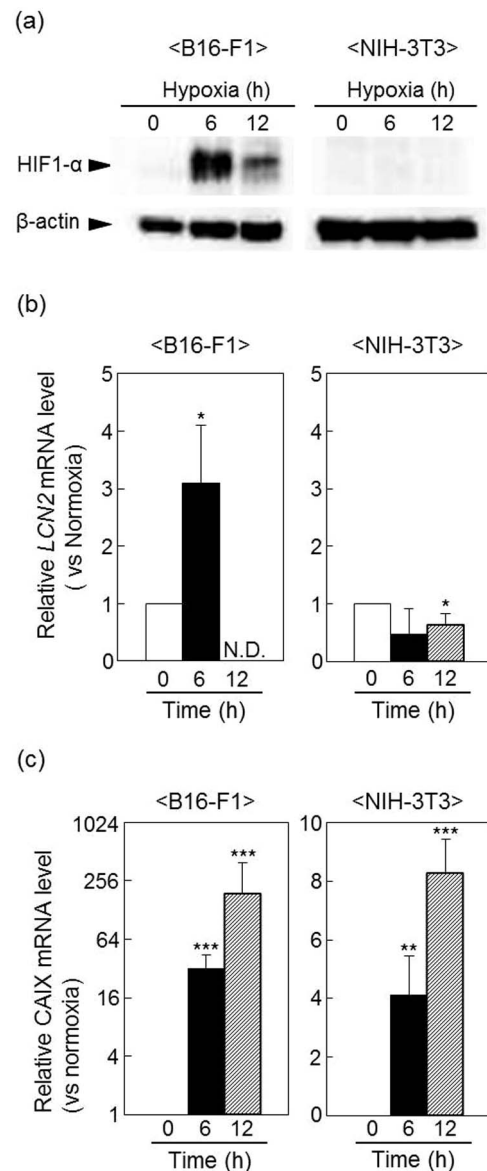 (a)
<B16-F1> <NIH-3T3>
Hypoxia (h) Hypoxia (h)
0 6 12 0 6 12
HIF1-α
β-actin
(b)
<B16-F1> <NIH-3T3>
Relative LCN2 mRNA level
( vs Normoxia)
5 5
4 4
3 3
2 2
1 1
0 0
* *
N.D.
0 6 12 0 6 12
Time (h) Time (h)
(c)
<B16-F1> <NIH-3T3>
Relative CAIX mRNA level
(vs normoxia)
1024 10
256 8
64 6
16 4
4 2
1 0
*** *** ** ***
0 6 12 0 6 12
Time (h) Time (h)